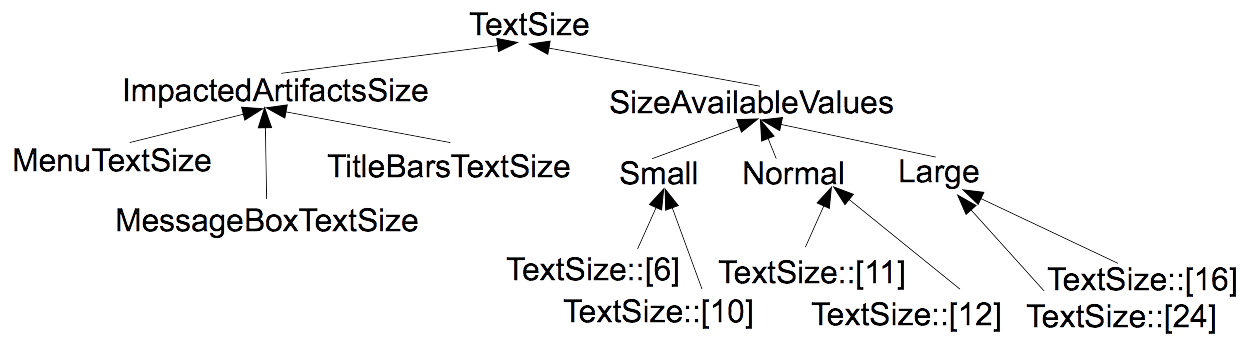 TextSize
ImpactedArtifactsSize
SizeAvailableValues
MenuTextSize
TitleBarsTextSize
MessageBoxTextSize
Small
Normal
Large
TextSize::[6]
TextSize::[10]
TextSize::[11]
TextSize::[12]
TextSize::[16]
TextSize::[24]